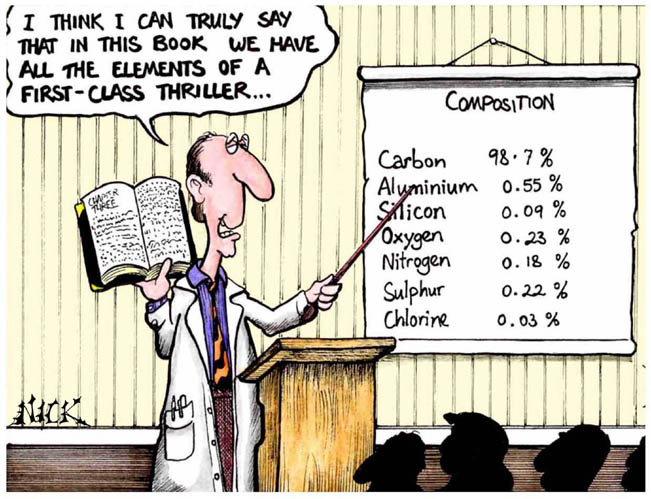 I THINK I CAN TRULY SAY
THAT IN THIS BOOK WE HAVE
ALL THE ELEMENTS OF A
FIRST-CLASS THRILLER...
COMPOSITION
Carbon 98.7 %
Aluminium 0.55 %
Silicon 0.09 %
Oxygen 0.23 %
Nitrogen 0.18 %
Sulphur 0.22 %
Chlorine 0.03 %
CHAPTER
THREE
NICK